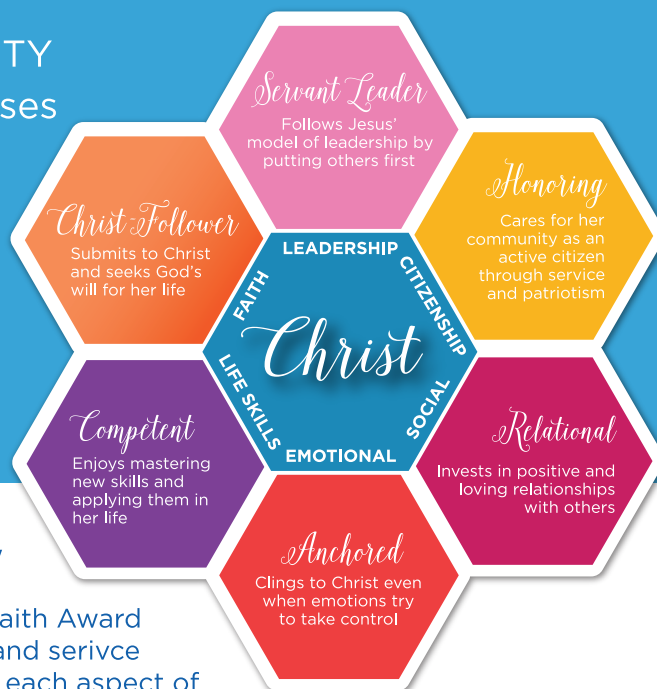 TY
ses
Servant Leader
Follows Jesus'
model of leadership by
putting others first
Christ-Follower
Submits to Christ
and seeks God's
will for her life
Honoring
Cares for her
community as an
active citizen
through service
and patriotism
LEADERSHIP
FAITH
CITIZENSHIP
Christ
LIFE SKILLS
SOCIAL
EMOTIONAL
Competent
Enjoys mastering
new skills and
applying them in
her life
Relational
Invests in positive and
loving relationships
with others
Anchored
Clings to Christ even
when emotions try
to take control
aith Award
and serivce
each aspect of